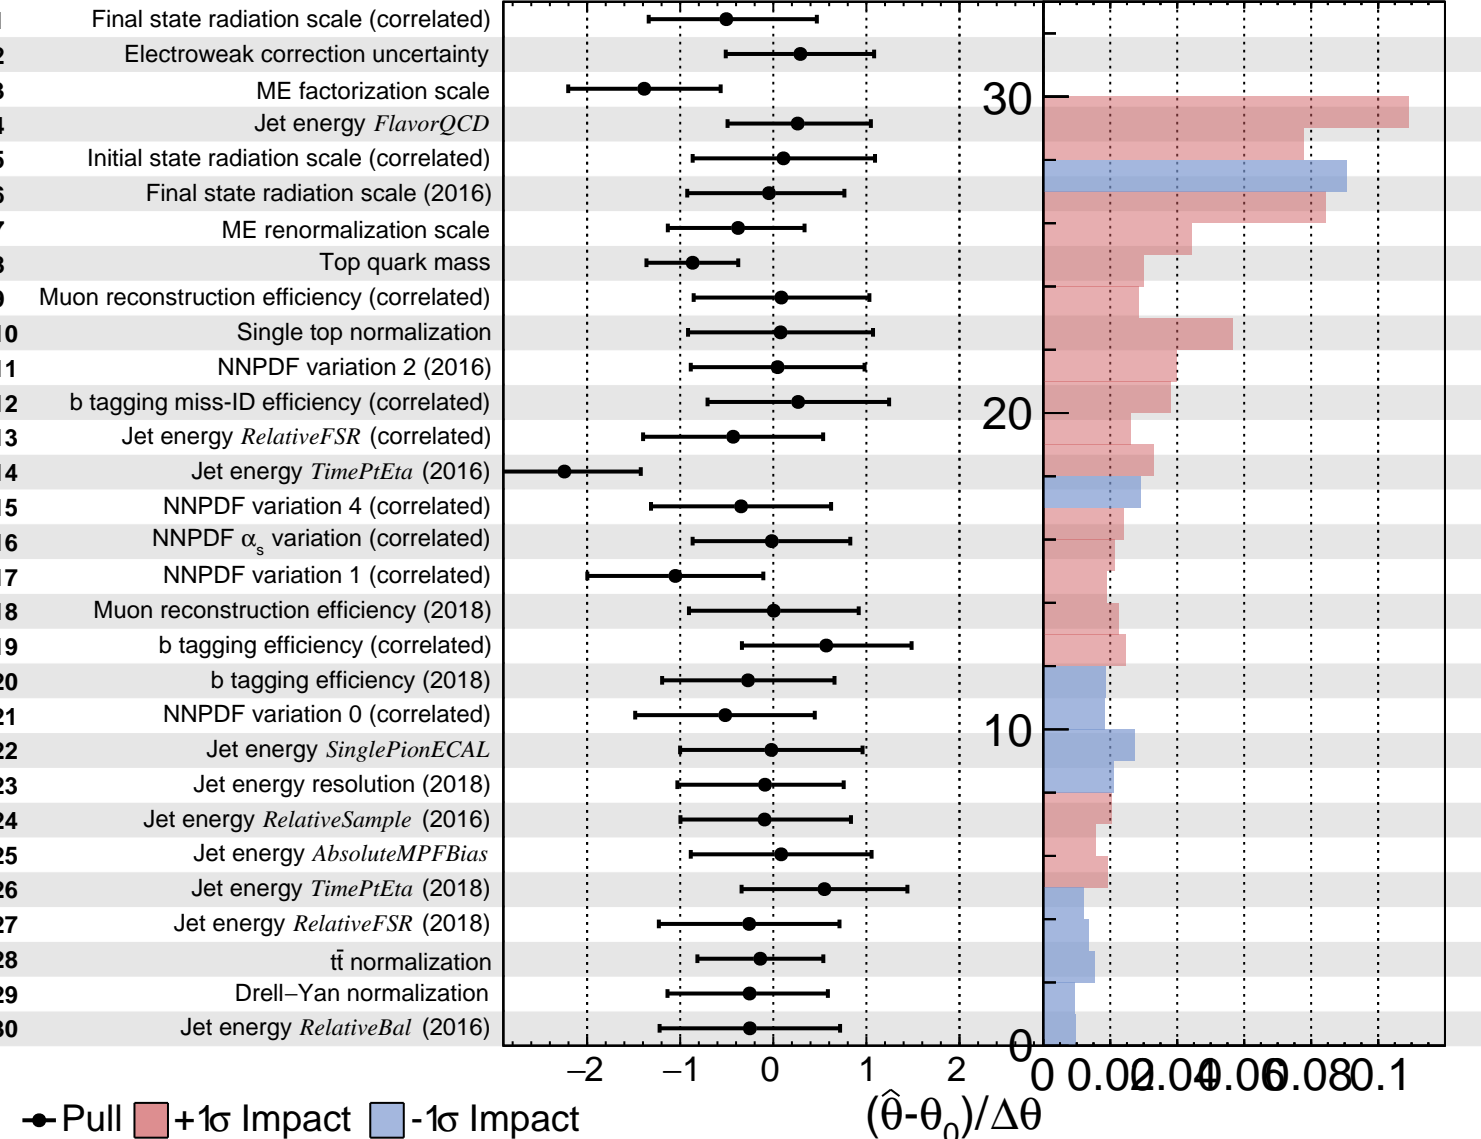 1 Final state radiation scale (correlated)
2 Electroweak correction uncertainty
3 ME factorization scale
4 Jet energy FlavorQCD
5 Initial state radiation scale (correlated)
6 Final state radiation scale (2016)
7 ME renormalization scale
8 Top quark mass
9 Muon reconstruction efficiency (correlated)
10 Single top normalization
11 NNPDF variation 2 (2016)
12 b tagging miss-ID efficiency (correlated)
13 Jet energy RelativeFSR (correlated)
14 Jet energy TimePtEta (2016)
15 NNPDF variation 4 (correlated)
16 NNPDF αs variation (correlated)
17 NNPDF variation 1 (correlated)
18 Muon reconstruction efficiency (2018)
19 b tagging efficiency (correlated)
20 b tagging efficiency (2018)
21 NNPDF variation 0 (correlated)
22 Jet energy SinglePionECAL
23 Jet energy resolution (2018)
24 Jet energy RelativeSample (2016)
25 Jet energy AbsoluteMPFBias
26 Jet energy TimePtEta (2018)
27 Jet energy RelativeFSR (2018)
28 tt̄ normalization
29 Drell−Yan normalization
30 Jet energy RelativeBal (2016)
30
20
10
0
−2 −1 0 1 2
0 0.02 0.04 0.06 0.08 0.1
Pull +1σ Impact -1σ Impact
(θ̂-θ₀)/Δθ